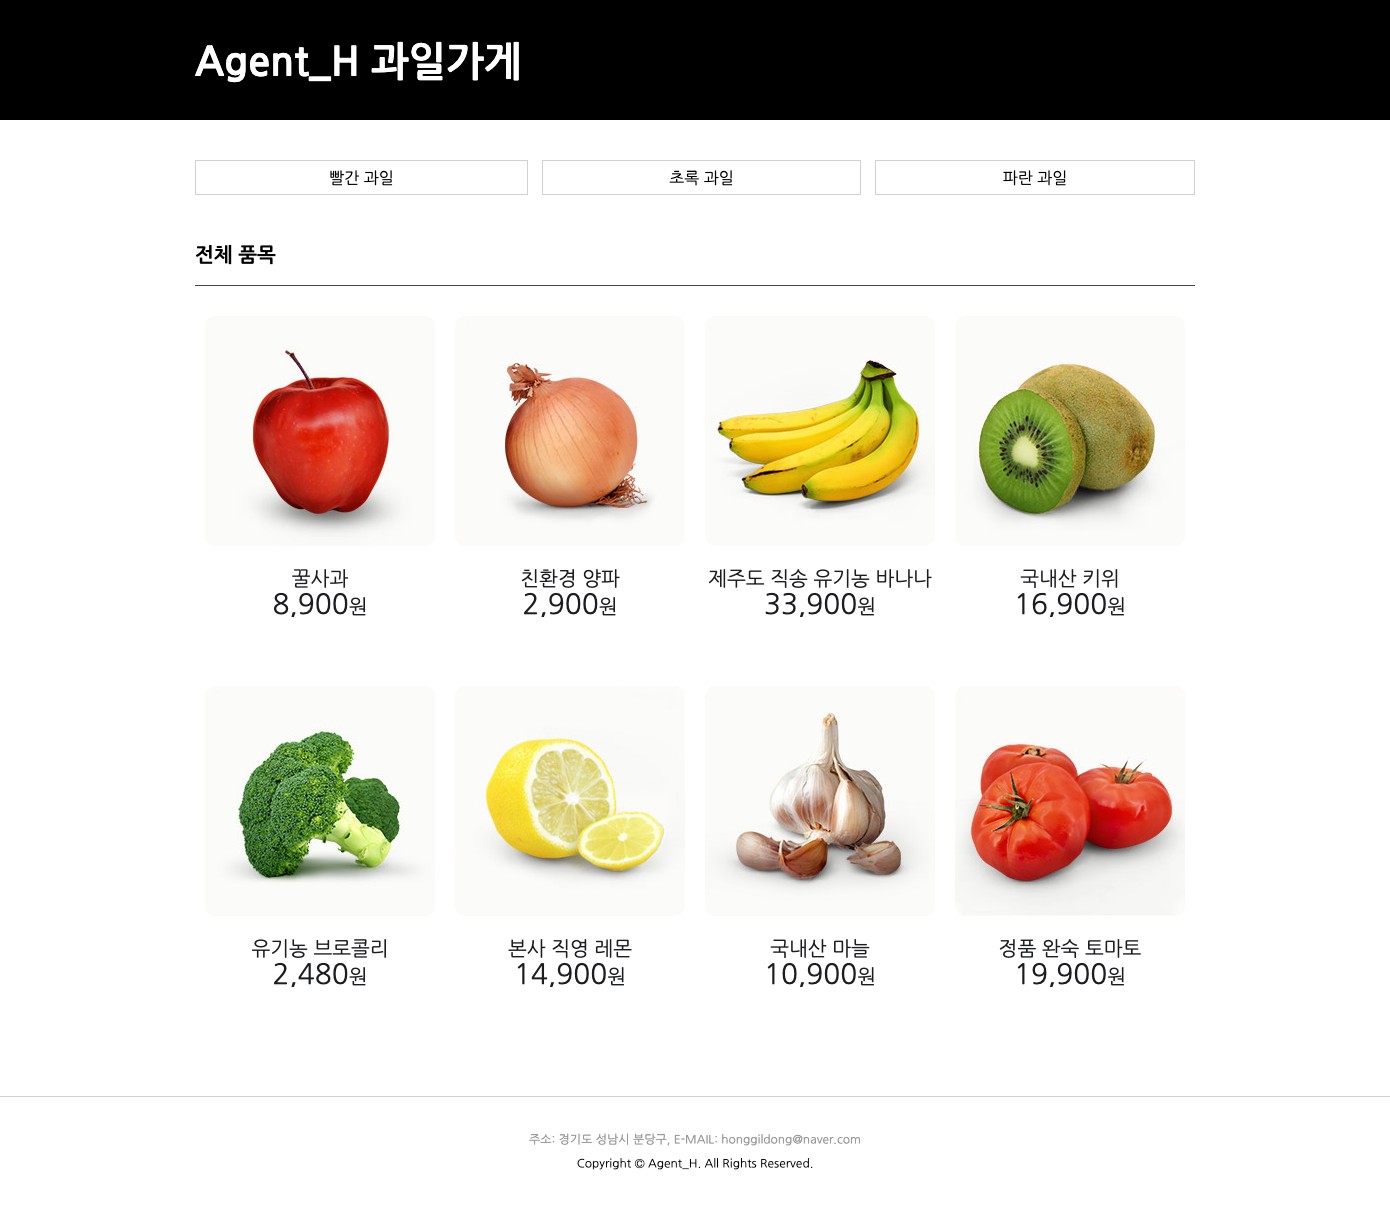 Agent_H 과일가게
빨간 과일
초록 과일
파란 과일
전체 품목
꿀사과
8,900원
친환경 양파
2,900원
제주도 직송 유기농 바나나
33,900원
국내산 키위
16,900원
유기농 브로콜리
2,480원
본사 직영 레몬
14,900원
국내산 마늘
10,900원
정품 완숙 토마토
19,900원
주소: 경기도 성남시 분당구, E-MAIL: honggildong@naver.com
Copyright © Agent_H. All Rights Reserved.